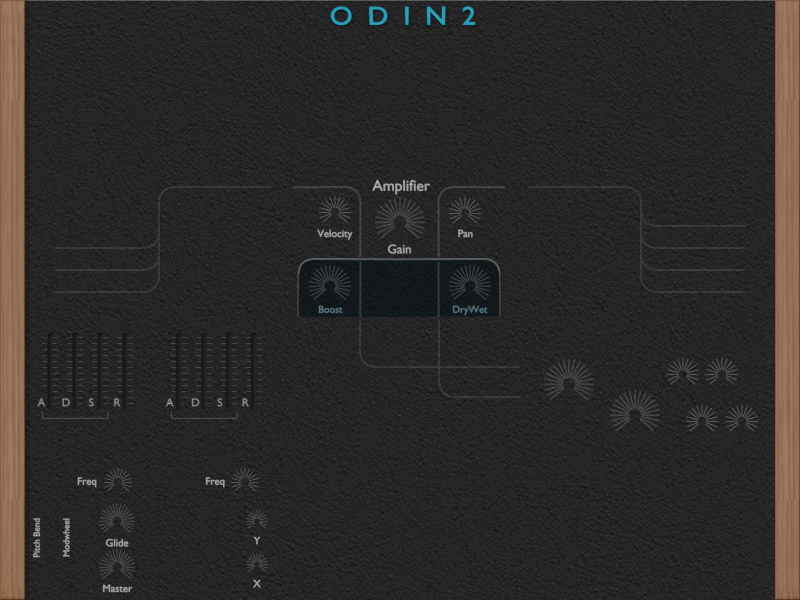 ODIN2
Amplifier
Velocity
Pan
Gain
Boost
DryWet
A D S R
A D S R
Freq
Freq
Pitch Bend
Modwheel
Glide
Y
Master
X